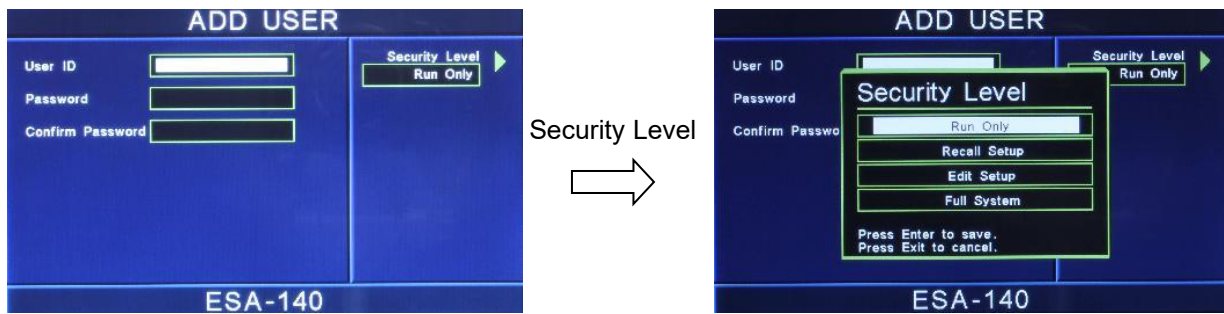 ADD USER
User ID
Password
Confirm Password
Security Level
Run Only
ESA-140
Security Level
ADD USER
User ID
Password
Confirm Passwo
Security Level
Run Only
Security Level
Run Only
Recall Setup
Edit Setup
Full System
Press Enter to save.
Press Exit to cancel.
ESA-140